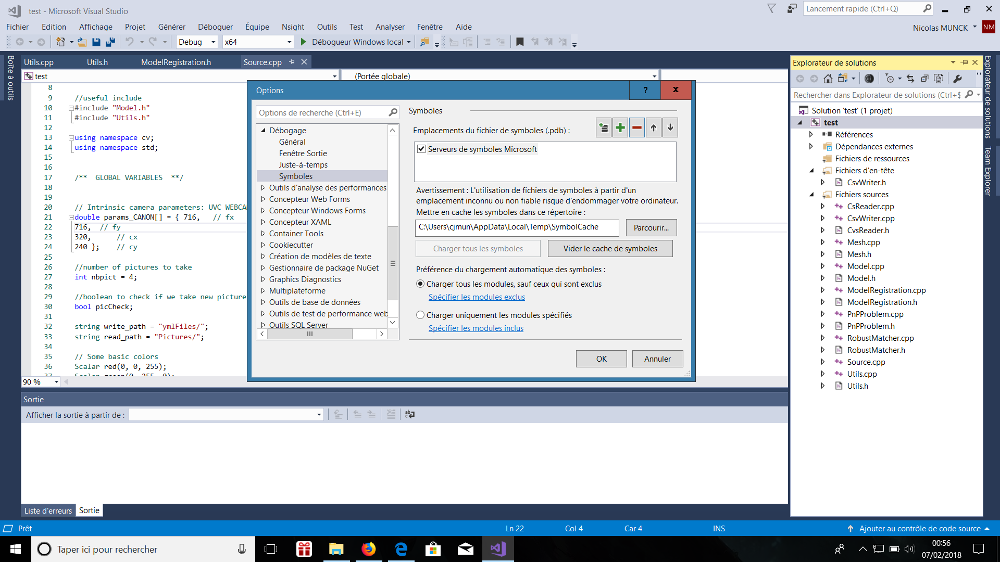 test - Microsoft Visual Studio
Lancement rapide (Ctrl+Q)
Fichier Edition Affichage Projet Générer Déboguer Équipe Nsight Outils Test Analyser Fenêtre Aide
Nicolas MUNCK NM
Debug x64 Débogueur Windows local
Boîte à outils
Utils.cpp Utils.h ModelRegistration.h Source.cpp
test (Portée globale)
8
9 //useful include
10 #include "Model.h"
11 #include "Utils.h"
12
13 using namespace cv;
14 using namespace std;
15
16
17 /** GLOBAL VARIABLES **/
18
19
20 // Intrinsic camera parameters: UVC WEBCA
21 double params_CANON[] = { 716, // fx
22 716, // fy
23 320, // cx
24 240 }; // cy
25
26 //number of pictures to take
27 int nbpict = 4;
28
29 //boolean to check if we take new picture
30 bool picCheck;
31
32 string write_path = "ymlFiles/";
33 string read_path = "Pictures/";
34
35 // Some basic colors
36 Scalar red(0, 0, 255);
37 Scalar green(0, 255, 0);
90 %
Options
? x
Options de recherche (Ctrl+E)
Débogage
Général
Fenêtre Sortie
Juste-à-temps
Symboles
Outils d'analyse des performances
Concepteur Web Forms
Concepteur Windows Forms
Concepteur XAML
Container Tools
Cookiecutter
Création de modèles de texte
Gestionnaire de package NuGet
Graphics Diagnostics
Multiplateforme
Outils de base de données
Outils de test de performance web
Outils SQL Server
Symboles
Emplacements du fichier de symboles (.pdb) :
Serveurs de symboles Microsoft
Avertissement : L'utilisation de fichiers de symboles à partir d'un
emplacement inconnu ou non fiable risque d'endommager votre ordinateur.
Mettre en cache les symboles dans ce répertoire :
C:\Users\cjmun\AppData\Local\Temp\SymbolCache
Parcourir...
Charger tous les symboles
Vider le cache de symboles
Préférence du chargement automatique des symboles :
Charger tous les modules, sauf ceux qui sont exclus
Spécifier les modules exclus
Charger uniquement les modules spécifiés
Spécifier les modules inclus
OK
Annuler
Explorateur de solutions
Rechercher dans Explorateur de solutions (Ctrl+$
Solution 'test' (1 projet)
test
Références
Dépendances externes
Fichiers de ressources
Fichiers d'en-tête
CsvWriter.h
Fichiers sources
CsReader.cpp
CsvWriter.cpp
CvsReader.h
Mesh.cpp
Mesh.h
Model.cpp
Model.h
ModelRegistration.cpp
ModelRegistration.h
PnPProblem.cpp
PnPProblem.h
RobustMatcher.cpp
RobustMatcher.h
Source.cpp
Utils.cpp
Utils.h
Explorateur de solutions
Team Explorer
Sortie
Afficher la sortie à partir de :
Liste d'erreurs Sortie
Prêt
Ln 22 Col 4 Car 4 INS
Ajouter au contrôle de code source
Taper ici pour rechercher
00:56
07/02/2018